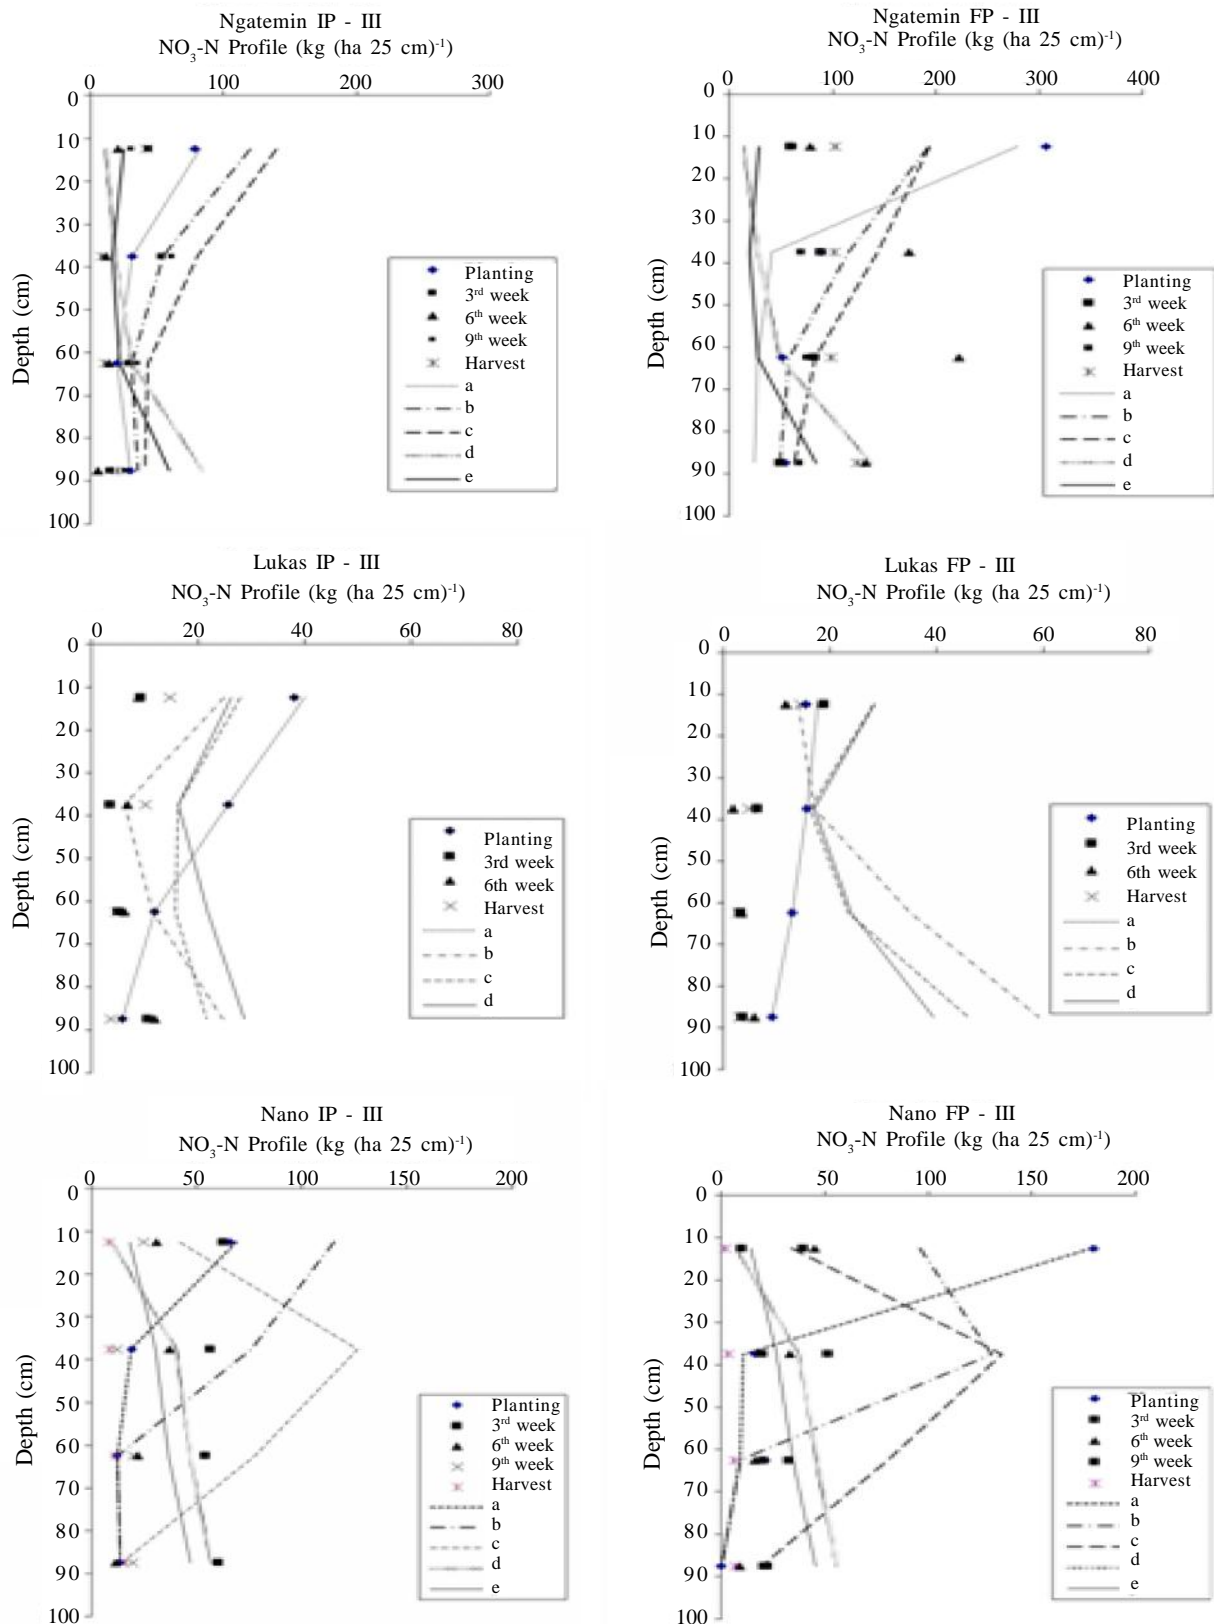 Ngatemin IP - III
NO₃-N Profile (kg (ha 25 cm)⁻¹)
0 100 200 300
0
10
20
30
40
50
60
70
80
90
100
Depth (cm)
Planting
3ʳᵈ week
6ᵗʰ week
9ᵗʰ week
Harvest
a
b
c
d
e
Ngatemin FP - III
NO₃-N Profile (kg (ha 25 cm)⁻¹)
0 100 200 300 400
0
10
20
30
40
50
60
70
80
90
100
Depth (cm)
Planting
3ʳᵈ week
6ᵗʰ week
9ᵗʰ week
Harvest
a
b
c
d
e
Lukas IP - III
NO₃-N Profile (kg (ha 25 cm)⁻¹)
0 20 40 60 80
0
10
20
30
40
50
60
70
80
90
100
Depth (cm)
Planting
3rd week
6th week
Harvest
a
b
c
d
Lukas FP - III
NO₃-N Profile (kg (ha 25 cm)⁻¹)
0 20 40 60 80
0
10
20
30
40
50
60
70
80
90
100
Depth (cm)
Planting
3rd week
6th week
Harvest
a
b
c
d
Nano IP - III
NO₃-N Profile (kg (ha 25 cm)⁻¹)
0 50 100 150 200
0
10
20
30
40
50
60
70
80
90
100
Depth (cm)
Planting
3ʳᵈ week
6ᵗʰ week
9ᵗʰ week
Harvest
a
b
c
d
e
Nano FP - III
NO₃-N Profile (kg (ha 25 cm)⁻¹)
0 50 100 150 200
0
10
20
30
40
50
60
70
80
90
100
Depth (cm)
Planting
3ʳᵈ week
6ᵗʰ week
9ᵗʰ week
Harvest
a
b
c
d
e